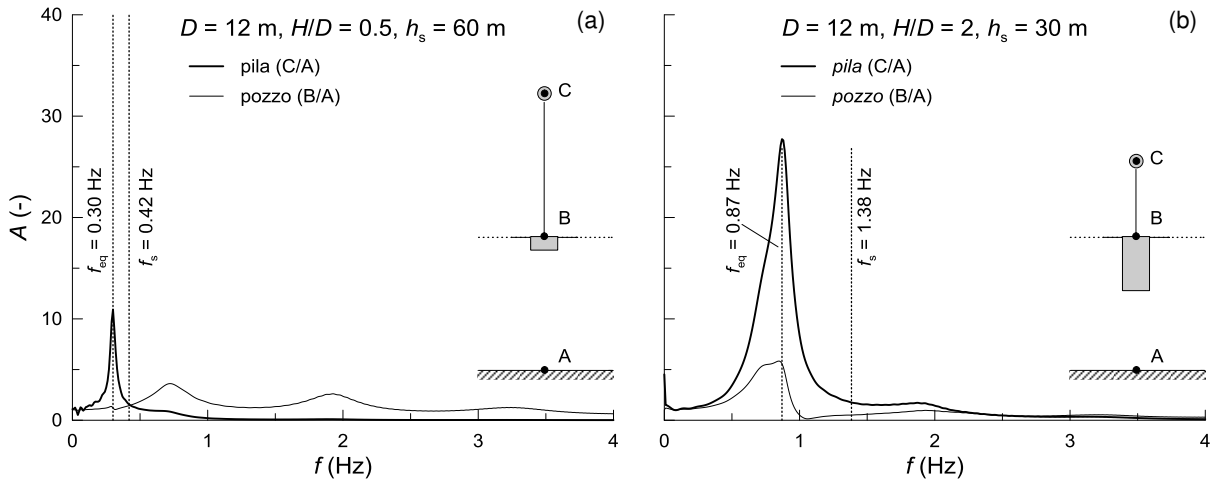 D = 12 m, H/D = 0.5, hs = 60 m
(a)
pila (C/A)
pozzo (B/A)
C
B
A
feq = 0.30 Hz
fs = 0.42 Hz
A (-)
40
30
20
10
0
0 1 2 3 4
f (Hz)
D = 12 m, H/D = 2, hs = 30 m
(b)
pila (C/A)
pozzo (B/A)
C
B
A
feq = 0.87 Hz
fs = 1.38 Hz
0 1 2 3 4
f (Hz)